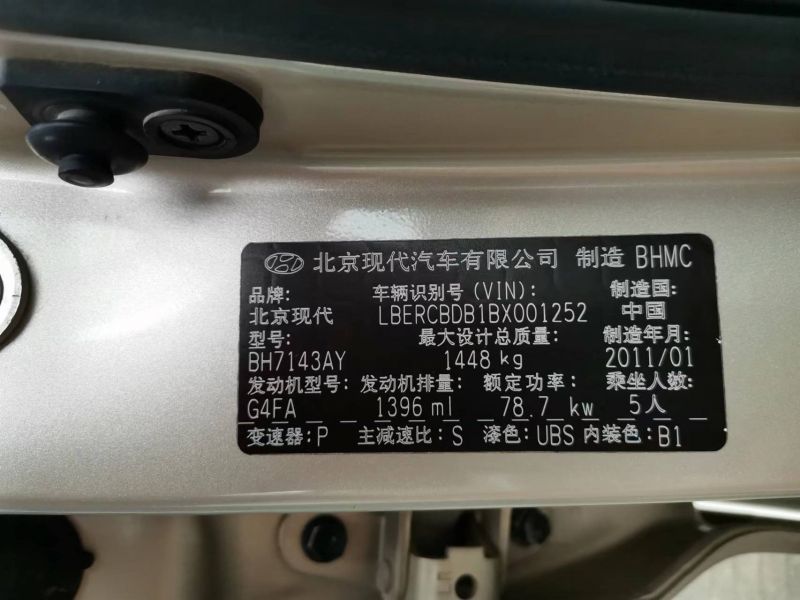 北京现代汽车有限公司 制造 BHMC
品牌: 车辆识别号(VIN): 制造国:
北京现代 LBERCBDB1BX001252 中国
型号: 最大设计总质量: 制造年月:
BH7143AY 1448 kg 2011/01
发动机型号: 发动机排量: 额定功率: 乘坐人数:
G4FA 1396 ml 78.7 kw 5人
变速器: P 主减速比: S 漆色: UBS 内装色: B1